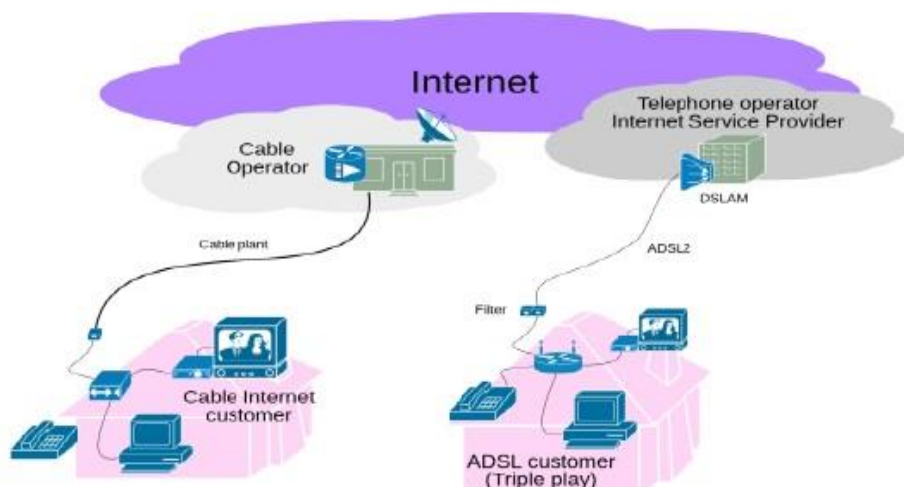 Internet
Telephone operator
Internet Service Provider
Cable
Operator
DSLAM
Cable plant
ADSL2
Filter
Cable Internet
customer
ADSL customer
(Triple play)